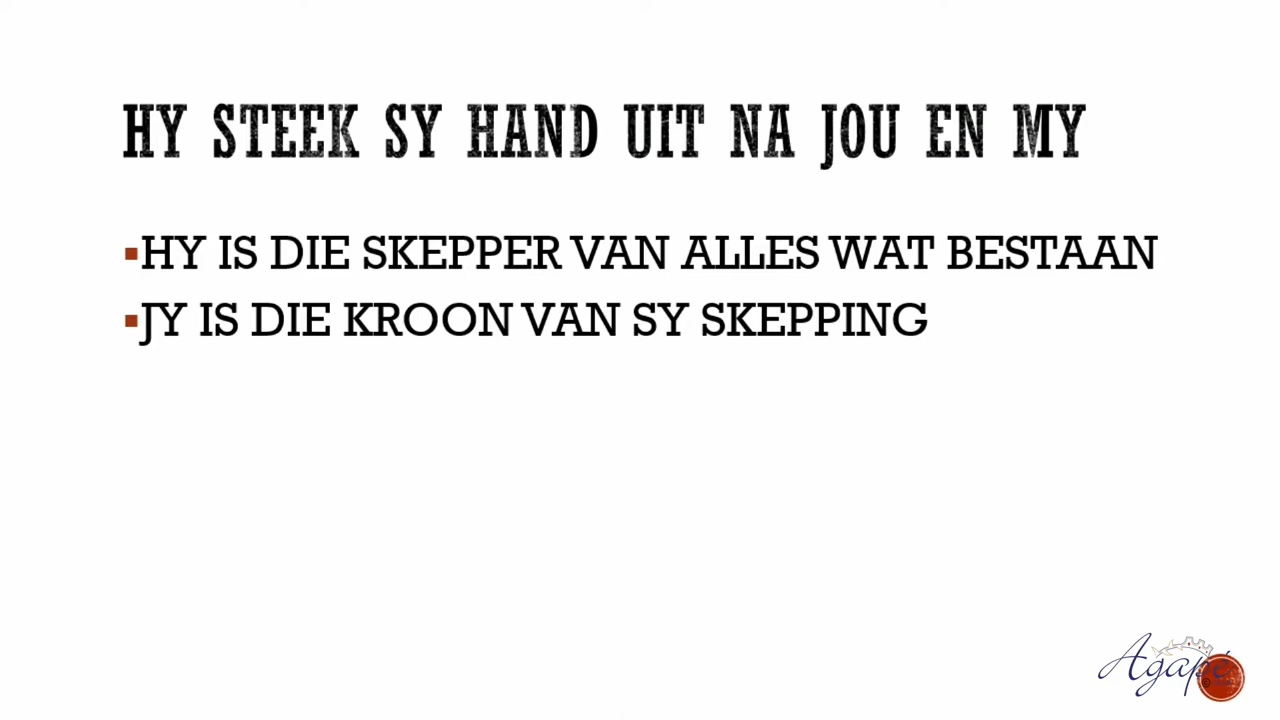 HY STEEK SY HAND UIT NA JOU EN MY
▪HY IS DIE SKEPPER VAN ALLES WAT BESTAAN
▪JY IS DIE KROON VAN SY SKEPPING
Agapé